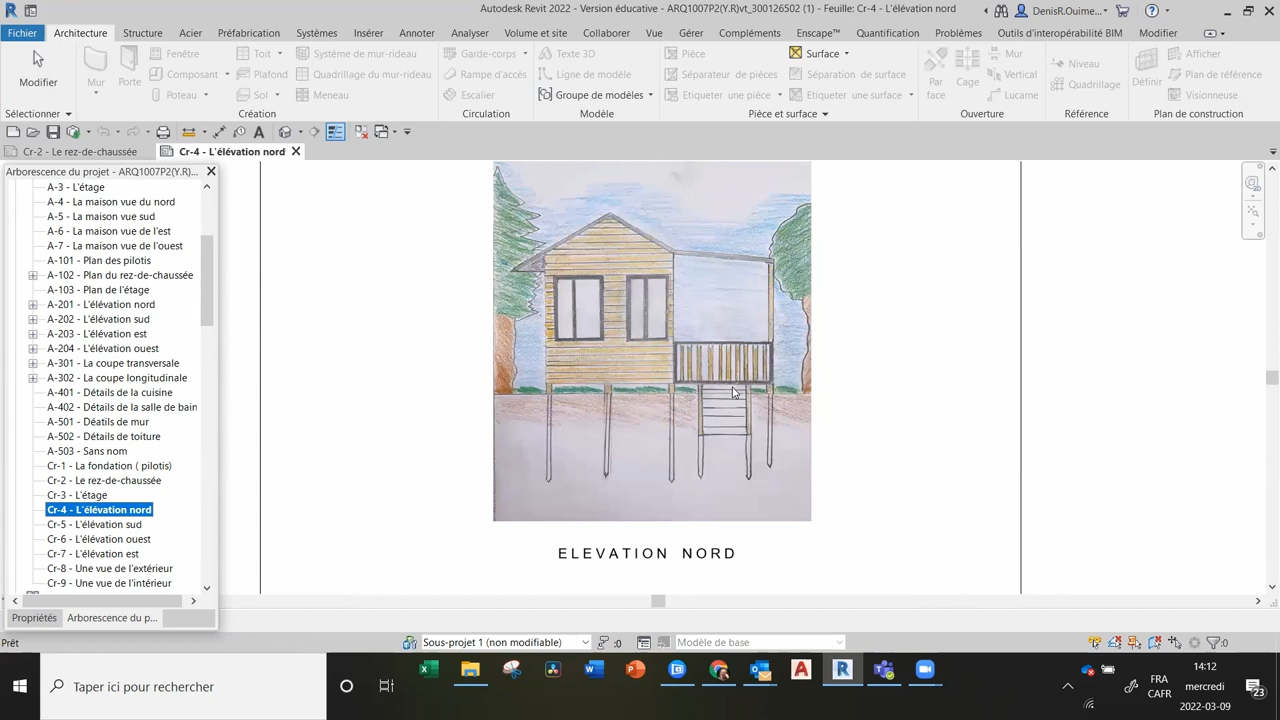 Autodesk Revit 2022 - Version éducative - ARQ1007P2(Y.R)vt_300126502 (1) - Feuille: Cr-4 - L'élévation nord
DenisR.Ouime...
Fichier Architecture Structure Acier Préfabrication Systèmes Insérer Annoter Analyser Volume et site Collaborer Vue Gérer Compléments Enscape™ Quantification Problèmes Outils d'interopérabilité BIM Modifier
Modifier
Mur
Porte
Fenêtre
Composant
Poteau
Toit
Plafond
Sol
Système de mur-rideau
Quadrillage du mur-rideau
Meneau
Garde-corps
Rampe d'accès
Escalier
Texte 3D
Ligne de modèle
Groupe de modèles
Pièce
Séparateur de pièces
Etiqueter une pièce
Surface
Séparation de surface
Etiqueter une surface
Par face
Cage
Mur
Vertical
Lucarne
Niveau
Quadrillage
Définir
Afficher
Plan de référence
Visionneuse
Sélectionner Création Circulation Modèle Pièce et surface Ouverture Référence Plan de construction
Cr-2 - Le rez-de-chaussée Cr-4 - L'élévation nord
Arborescence du projet - ARQ1007P2(Y.R)...
A-3 - L'étage
A-4 - La maison vue du nord
A-5 - La maison vue sud
A-6 - La maison vue de l'est
A-7 - La maison vue de l'ouest
A-101 - Plan des pilotis
A-102 - Plan du rez-de-chaussée
A-103 - Plan de l'étage
A-201 - L'élévation nord
A-202 - L'élévation sud
A-203 - L'élévation est
A-204 - L'élévation ouest
A-301 - La coupe transversale
A-302 - La coupe longitudinale
A-401 - Détails de la cuisine
A-402 - Détails de la salle de bain
A-501 - Déatils de mur
A-502 - Détails de toiture
A-503 - Sans nom
Cr-1 - La fondation ( pilotis)
Cr-2 - Le rez-de-chaussée
Cr-3 - L'étage
Cr-4 - L'élévation nord
Cr-5 - L'élévation sud
Cr-6 - L'élévation ouest
Cr-7 - L'élévation est
Cr-8 - Une vue de l'extérieur
Cr-9 - Une vue de l'intérieur
Propriétés Arborescence du p...
ELEVATION NORD
Prêt
Sous-projet 1 (non modifiable)
:0
Modèle de base
:0
Taper ici pour rechercher
FRA
CAFR
14:12
mercredi
2022-03-09
23